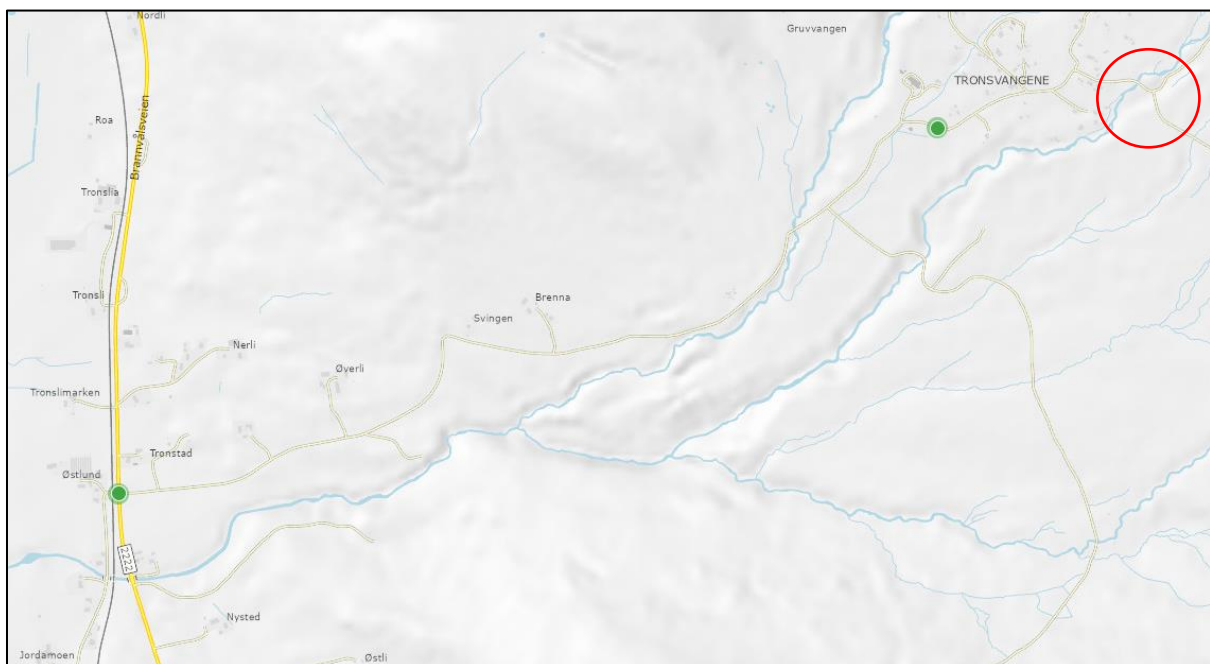 Nordli
Gruvvangen
TRONSVANGENE
Roa
Brannvålsveien
Tronslia
Tronsli
Brenna
Svingen
Nerli
Øverli
Tronslimarken
Tronstad
Østlund
2222
Nysted
Jordamoen
Østli